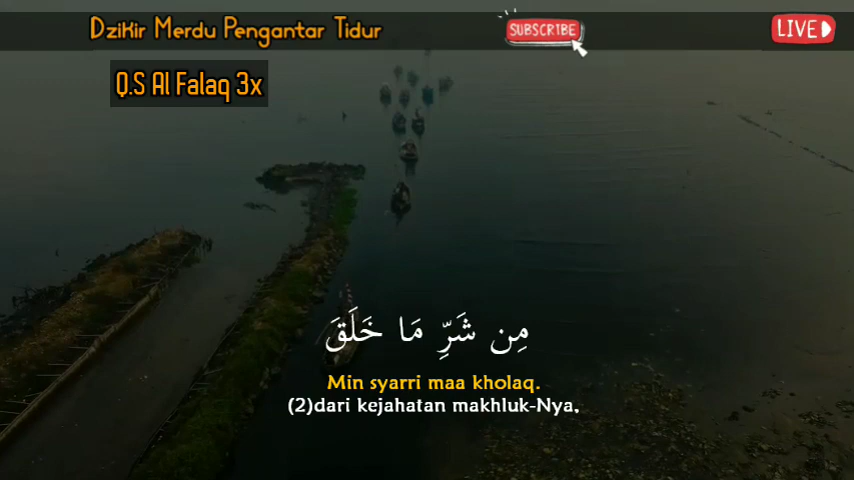 Dzikir Merdu Pengantar Tidur
SUBSCRIBE
LIVE
Q.S Al Falaq 3x
مِن شَرِّ مَا خَلَقَ
Min syarri maa kholaq.
(2)dari kejahatan makhluk-Nya,